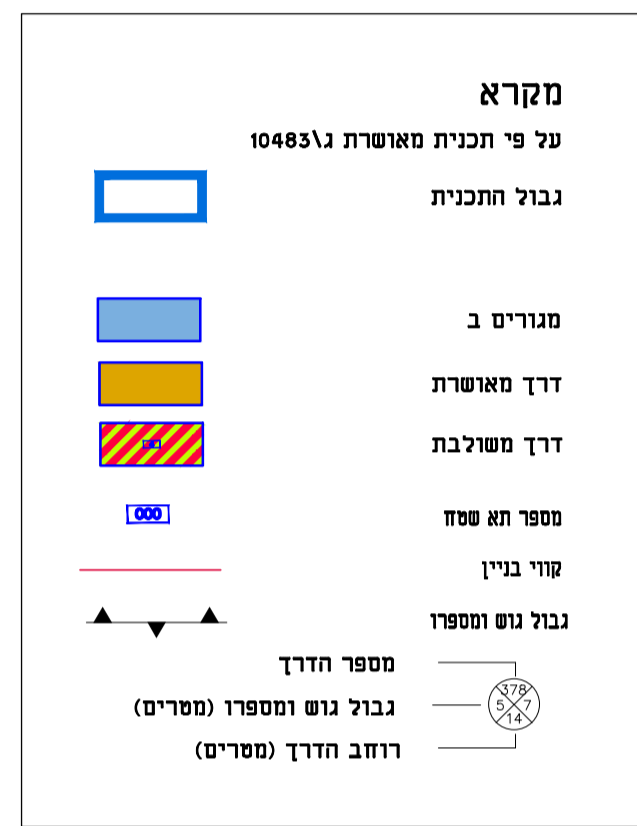 מקרא
על פי תכנית מאושרת ג\10483
גבול התכנית
מגורים ב
דרך מאושרת
דרך משולבת
מספר תא שטח
000
קווי בניין
גבול גוש ומספרו
מספר הדרך
378
גבול גוש ומספרו (מטרים)
5 7
14
רוחב הדרך (מטרים)